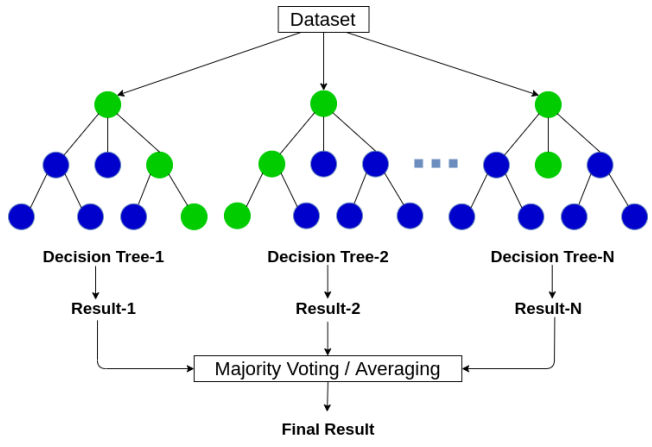 Dataset
Decision Tree-1
Decision Tree-2
Decision Tree-N
Result-1
Result-2
Result-N
Majority Voting / Averaging
Final Result